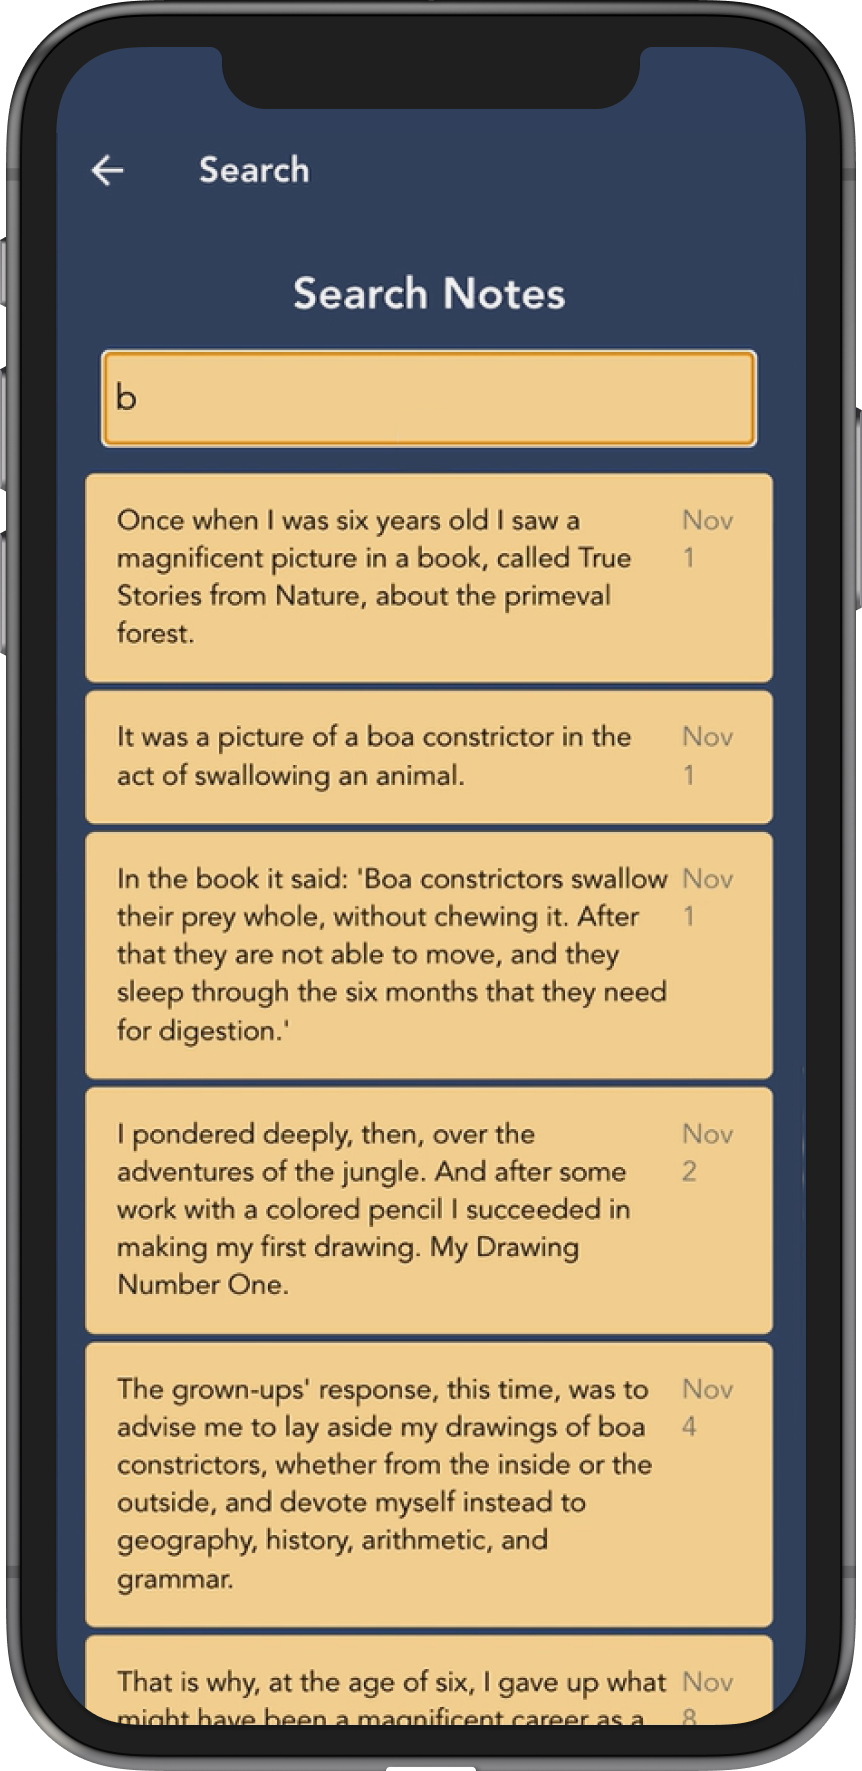 Search
Search Notes
b
Once when I was six years old I saw a
magnificent picture in a book, called True
Stories from Nature, about the primeval
forest.
Nov
1
It was a picture of a boa constrictor in the
act of swallowing an animal.
Nov
1
In the book it said: 'Boa constrictors swallow
their prey whole, without chewing it. After
that they are not able to move, and they
sleep through the six months that they need
for digestion.'
Nov
1
I pondered deeply, then, over the
adventures of the jungle. And after some
work with a colored pencil I succeeded in
making my first drawing. My Drawing
Number One.
Nov
2
The grown-ups' response, this time, was to
advise me to lay aside my drawings of boa
constrictors, whether from the inside or the
outside, and devote myself instead to
geography, history, arithmetic, and
grammar.
Nov
4
That is why, at the age of six, I gave up what
might have been a magnificent career as a
Nov
8